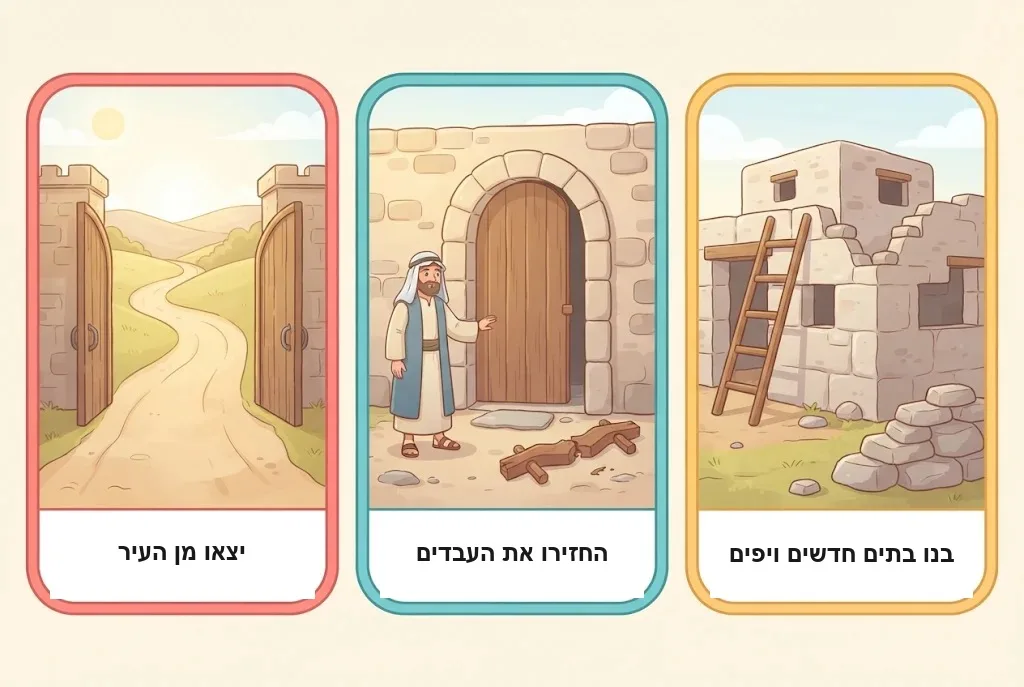 בנו בתים חדשים ויפים
החזירו את העבדים
יצאו מן העיר